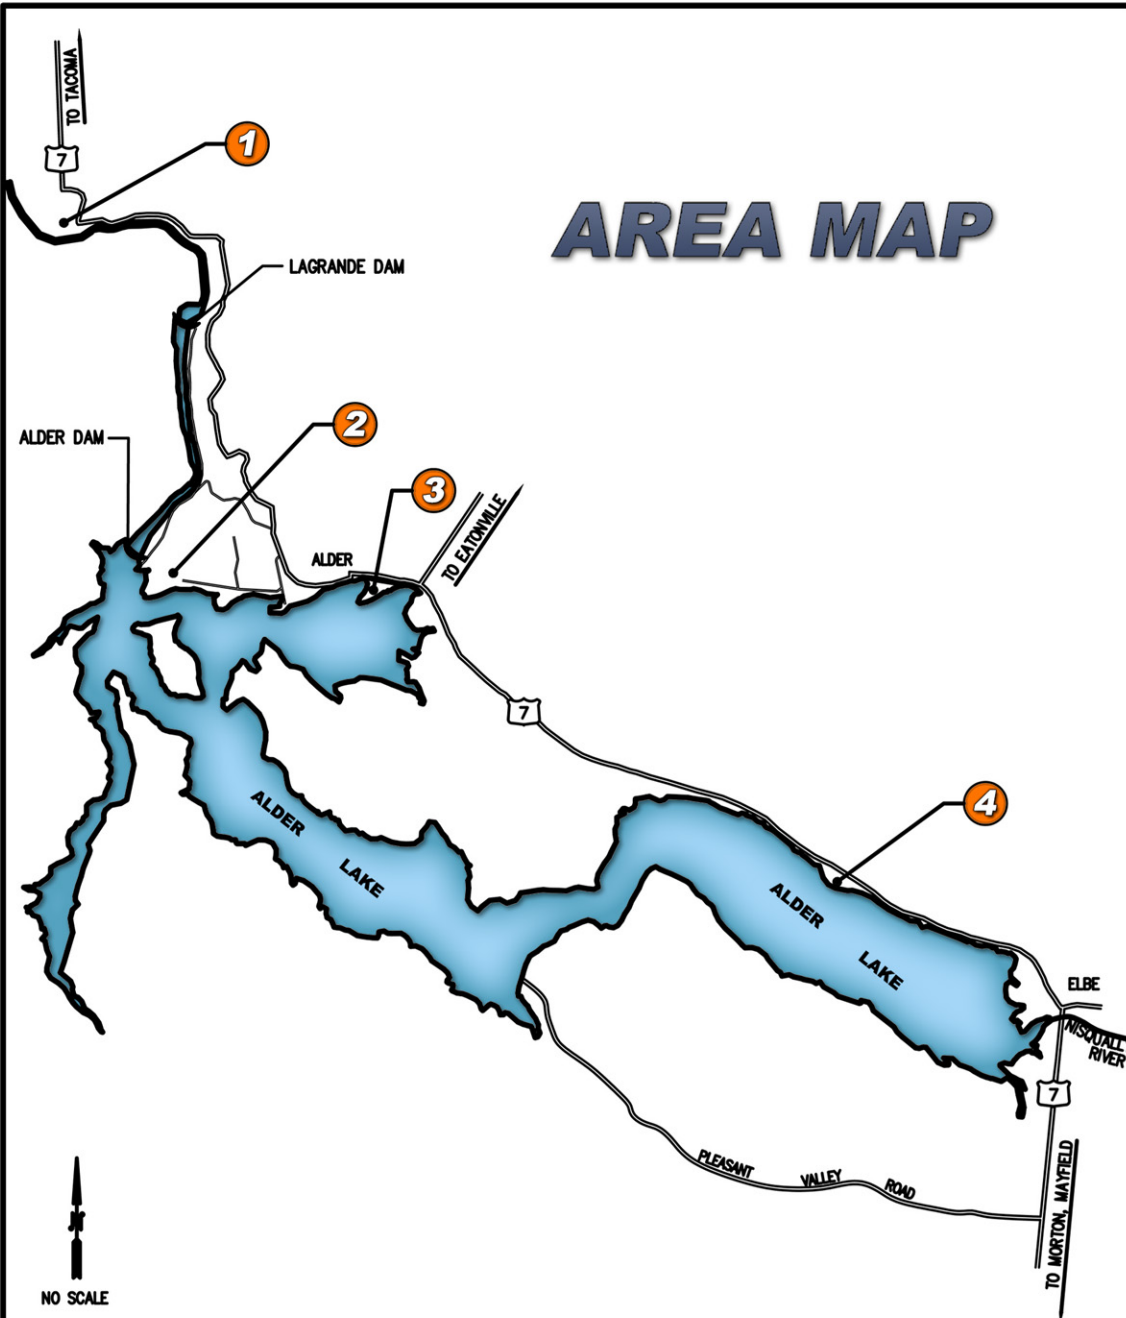 AREA MAP
TO TACOMA
7
1
LAGRANDE DAM
2
ALDER DAM
3
TO EATONVILLE
ALDER
7
4
ALDER
LAKE
ALDER
LAKE
ELBE
NISQUALL
RIVER
7
PLEASANT VALLEY ROAD
TO MORTON, MAYFIELD
N
NO SCALE